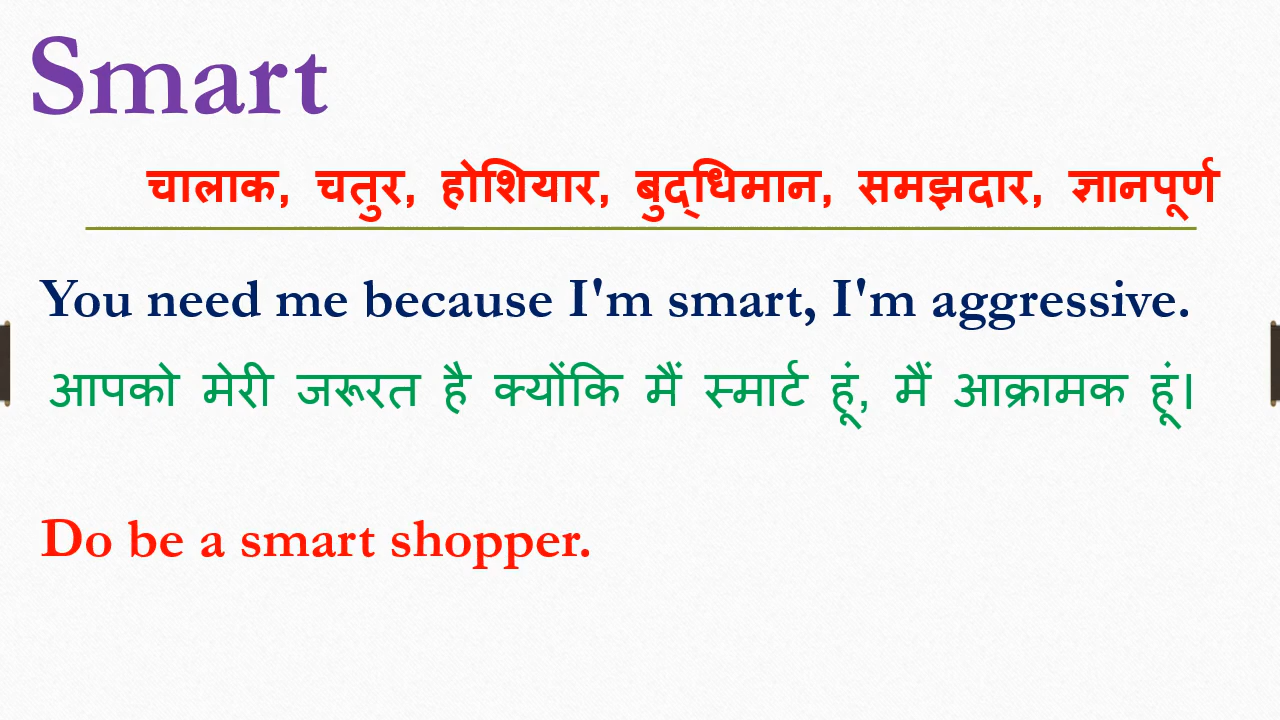 Smart
चालाक, चतुर, होशियार, बुद्धिमान, समझदार, ज्ञानपूर्ण
You need me because I'm smart, I'm aggressive.
आपको मेरी जरूरत है क्योंकि मैं स्मार्ट हूं, मैं आक्रामक हूं।
Do be a smart shopper.